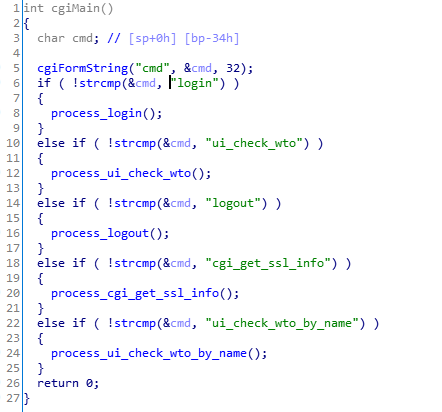 1 int cgiMain()
2 {
3 char cmd; // [sp+0h] [bp-34h]
4
5 cgiFormString("cmd", &cmd, 32);
6 if ( !strcmp(&cmd, "login") )
7 {
8 process_login();
9 }
10 else if ( !strcmp(&cmd, "ui_check_wto") )
11 {
12 process_ui_check_wto();
13 }
14 else if ( !strcmp(&cmd, "logout") )
15 {
16 process_logout();
17 }
18 else if ( !strcmp(&cmd, "cgi_get_ssl_info") )
19 {
20 process_cgi_get_ssl_info();
21 }
22 else if ( !strcmp(&cmd, "ui_check_wto_by_name") )
23 {
24 process_ui_check_wto_by_name();
25 }
26 return 0;
27 }